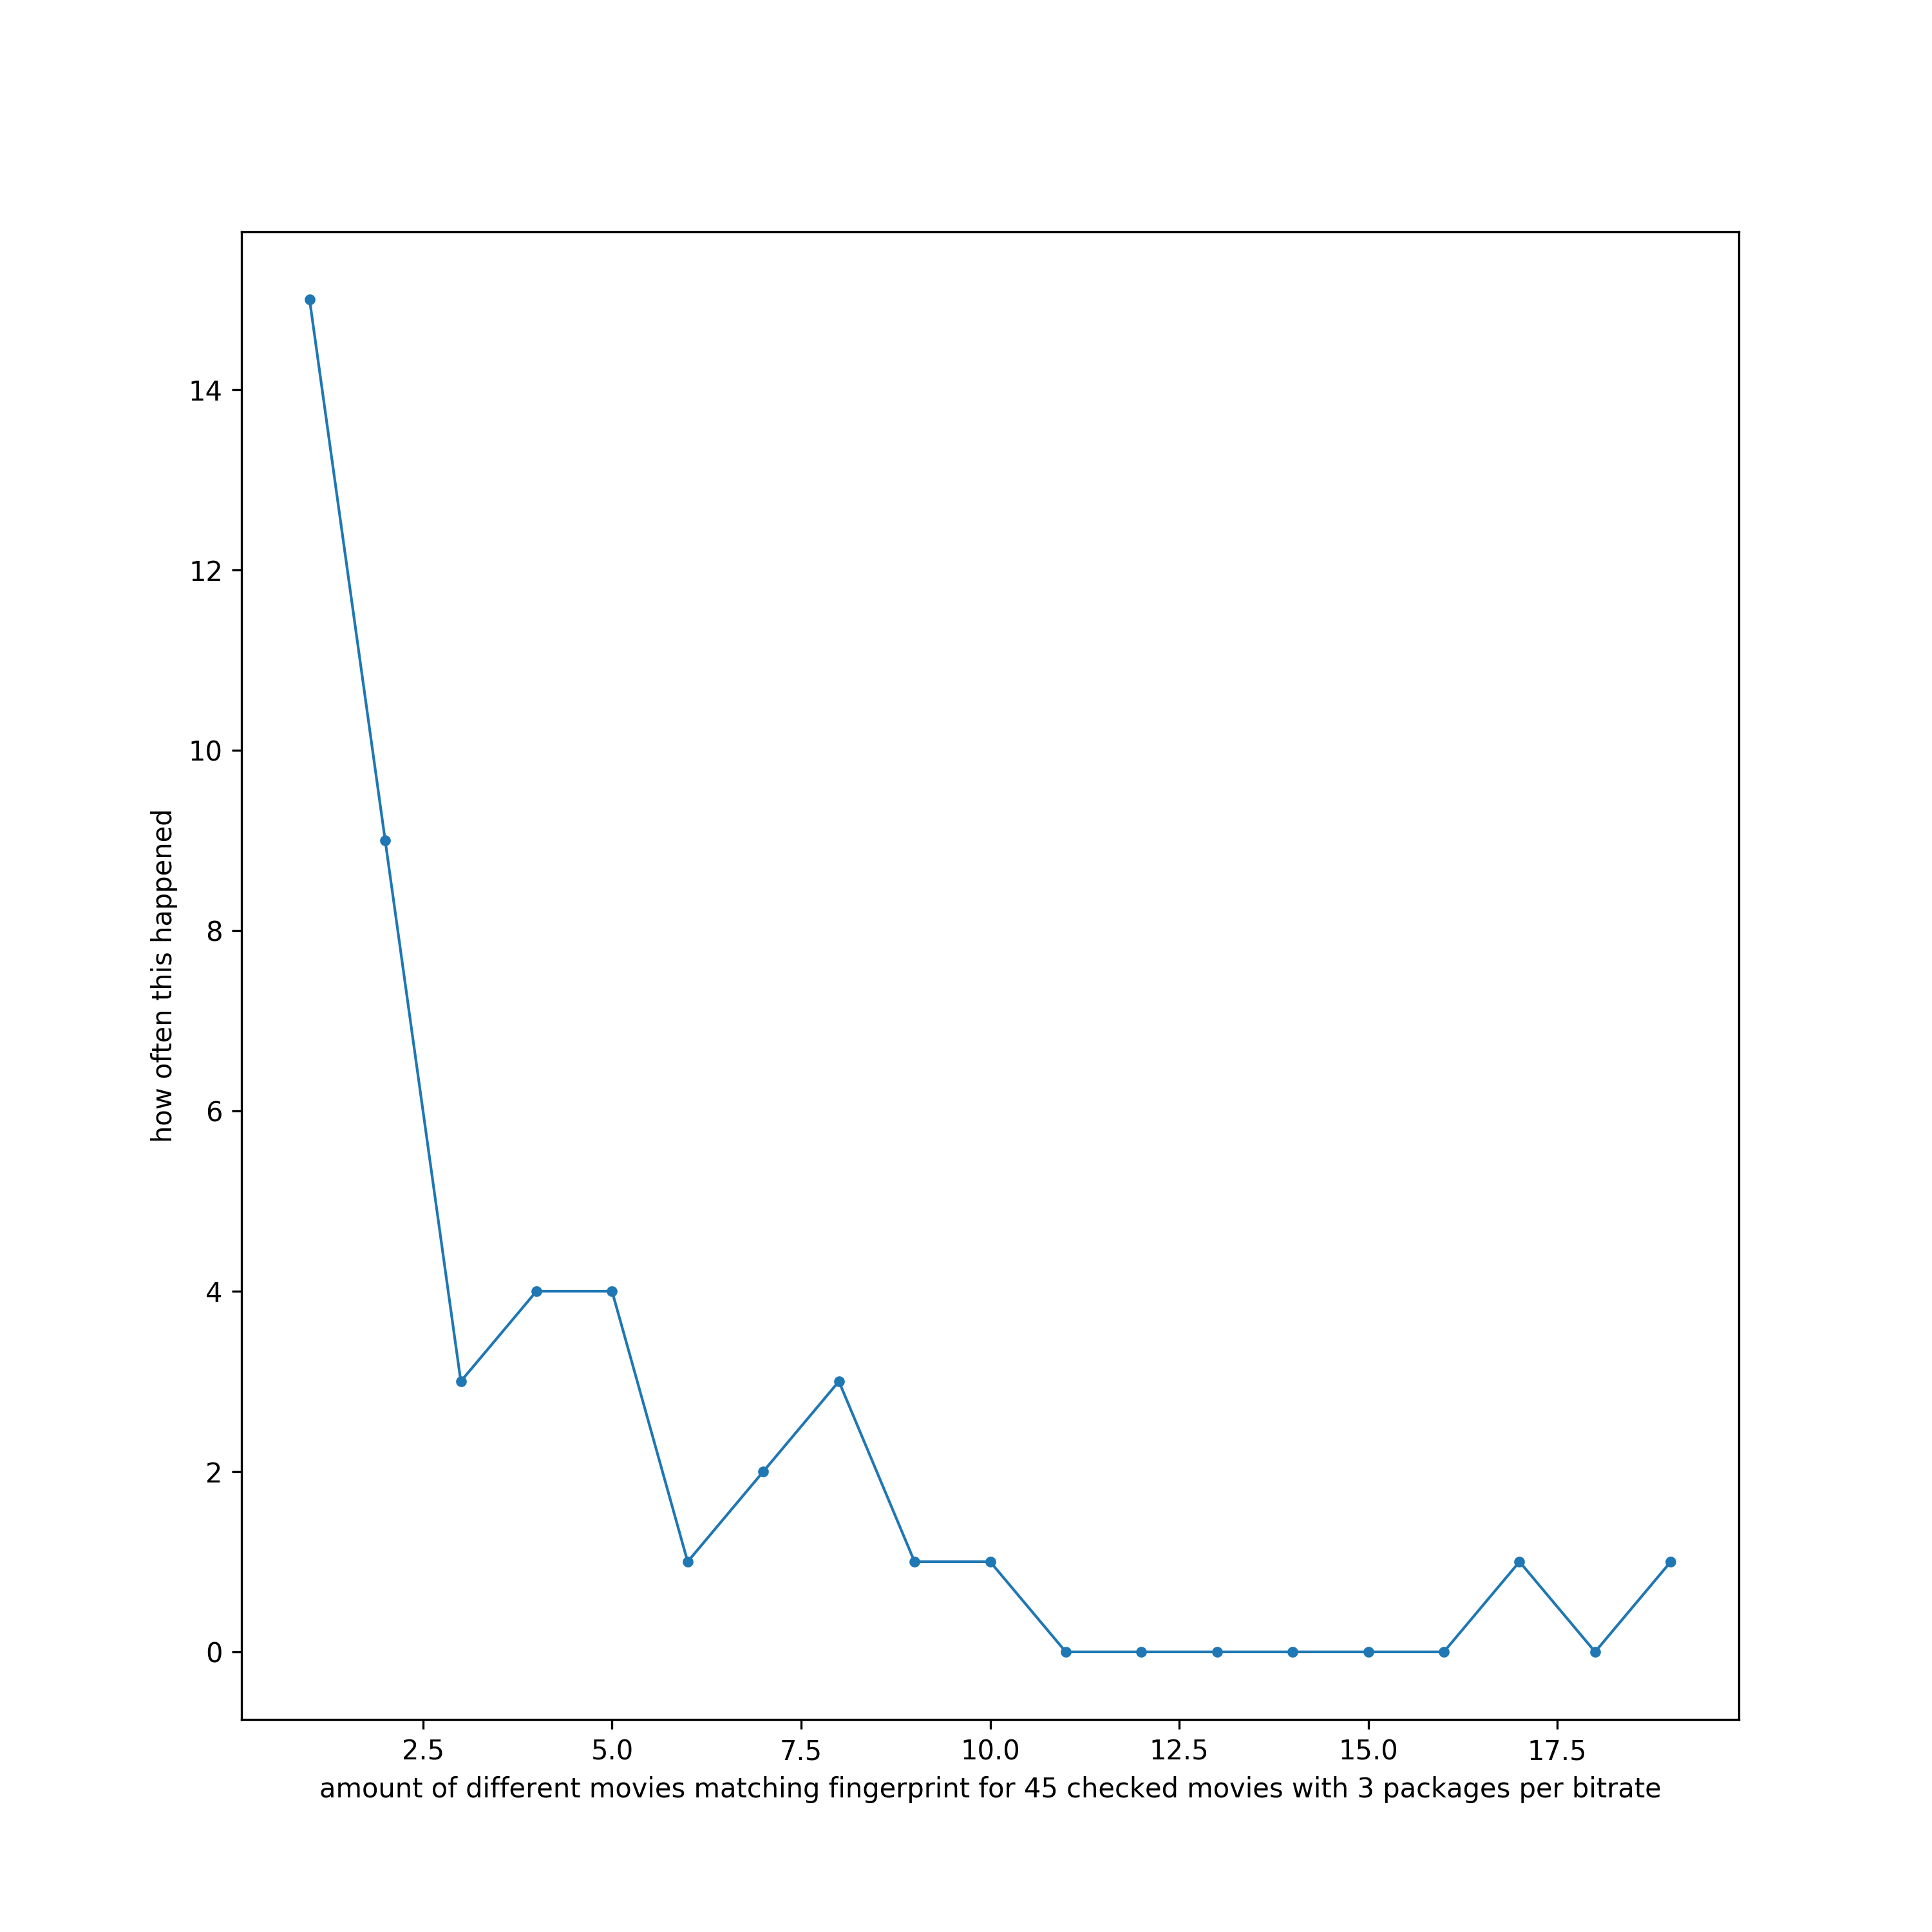 14
12
10
8
6
4
2
0
how often this happened
2.5 5.0 7.5 10.0 12.5 15.0 17.5
amount of different movies matching fingerprint for 45 checked movies with 3 packages per bitrate